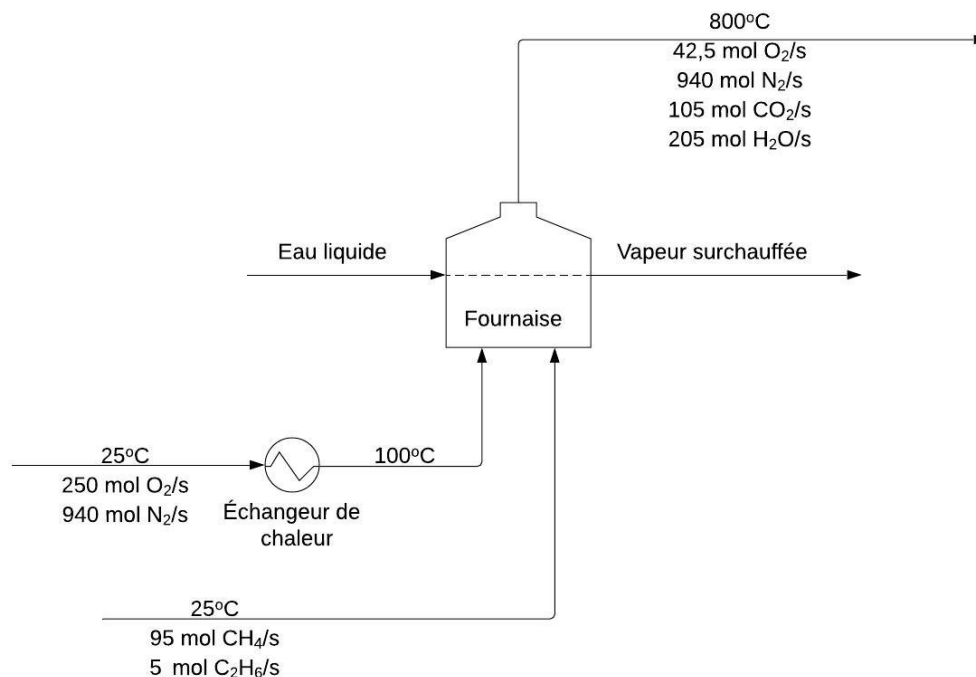 800°C
42,5 mol O₂/s
940 mol N₂/s
105 mol CO₂/s
205 mol H₂O/s
Eau liquide
Vapeur surchauffée
Fournaise
25°C
100°C
250 mol O₂/s
940 mol N₂/s
Échangeur de
chaleur
25°C
95 mol CH₄/s
5 mol C₂H₆/s